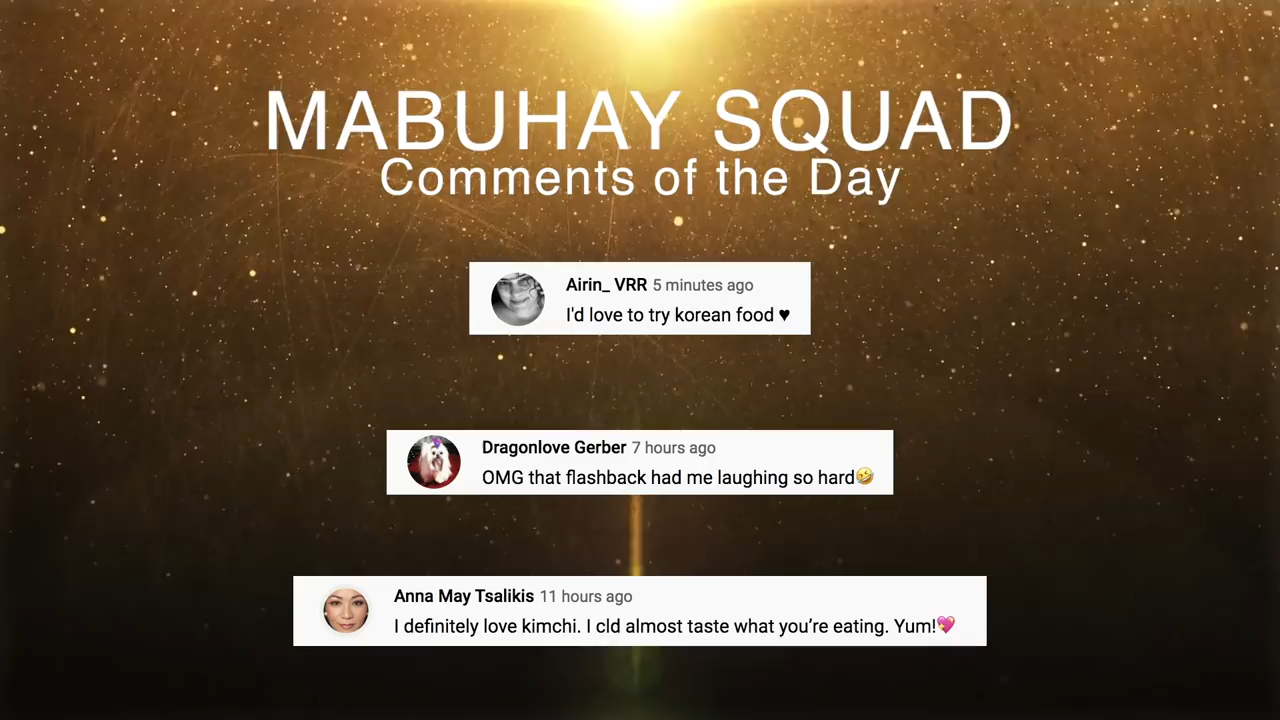 MABUHAY SQUAD
Comments of the Day
Airin_ VRR 5 minutes ago
I'd love to try korean food ♥
Dragonlove Gerber 7 hours ago
OMG that flashback had me laughing so hard🤣
Anna May Tsalikis 11 hours ago
I definitely love kimchi. I cld almost taste what you’re eating. Yum!💖